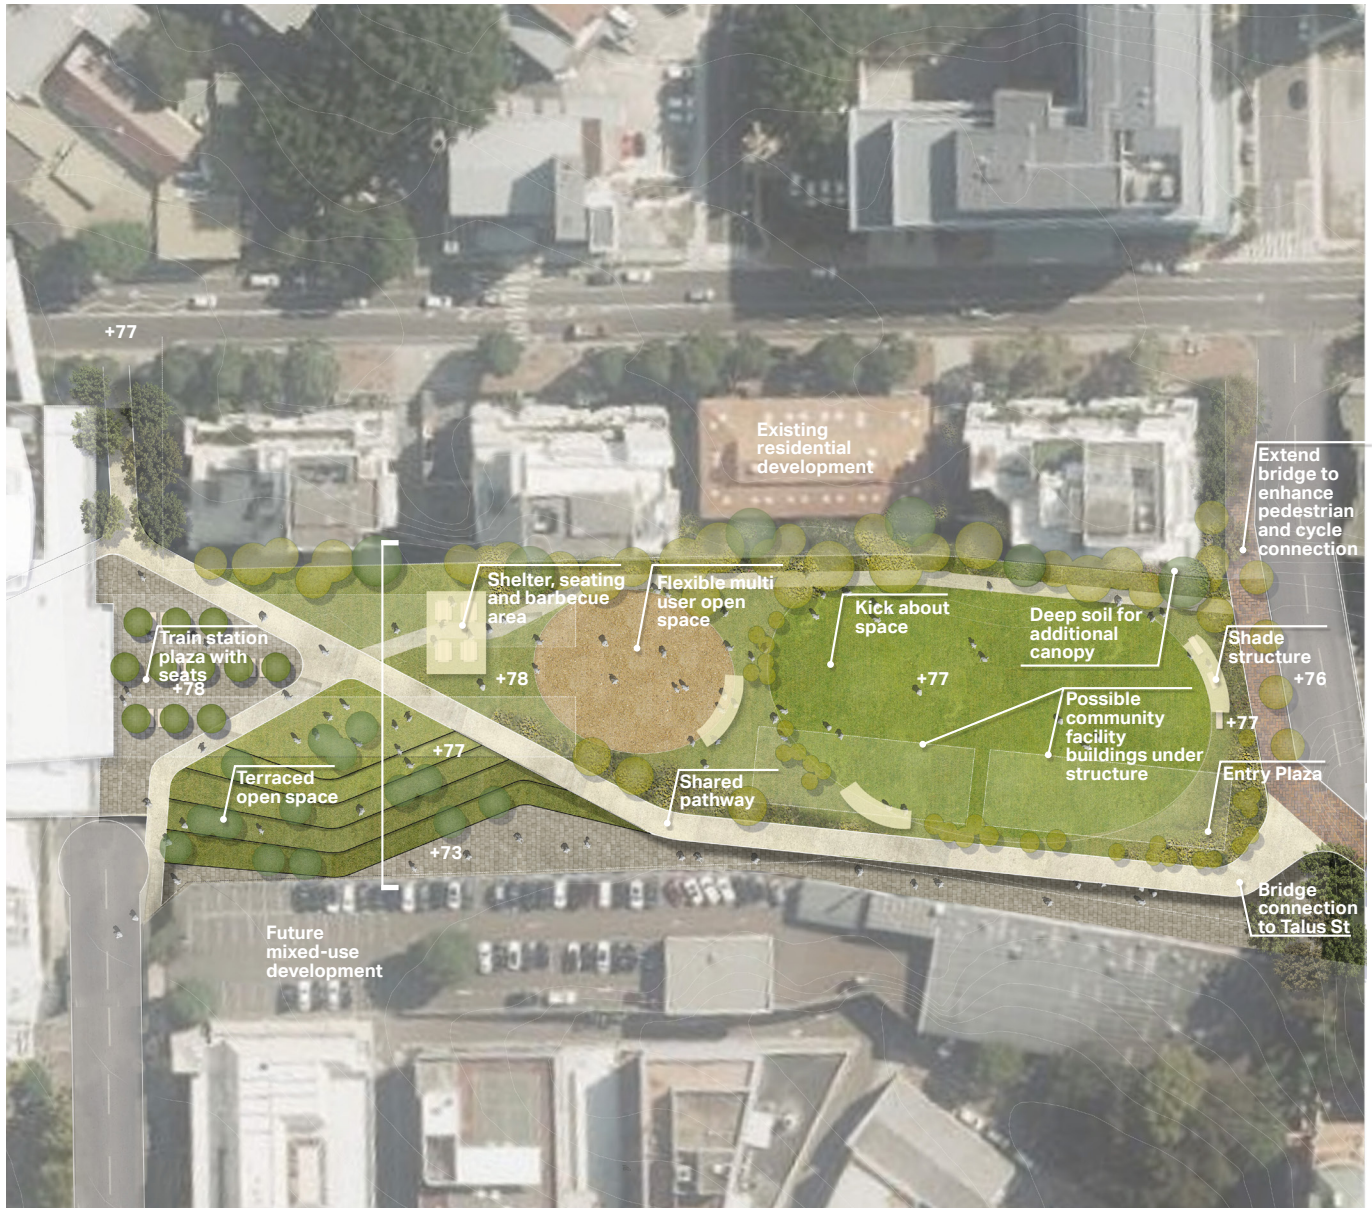 +77
Existing
residential
development
Extend
bridge to
enhance
pedestrian
and cycle
connection
Shelter, seating
and barbecue
area
Flexible multi
user open
space
Kick about
space
Deep soil for
additional
canopy
Train station
plaza with
seats
+78
Shade
structure
+78
+77
+76
Possible
community
facility
buildings under
structure
+77
+77
Terraced
open space
Shared
pathway
Entry Plaza
+73
Bridge
connection
to Talus St
Future
mixed-use
development